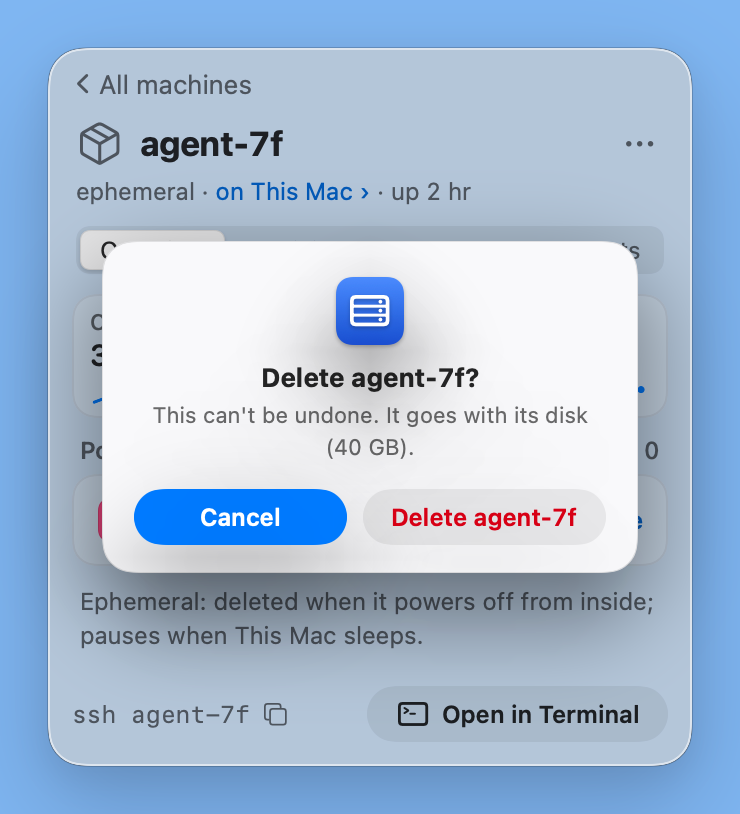 All machines
agent-7f
ephemeral · on This Mac › · up 2 hr
Delete agent-7f?
This can't be undone. It goes with its disk
(40 GB).
0
Cancel
Delete agent-7f
Ephemeral: deleted when it powers off from inside;
pauses when This Mac sleeps.
ssh agent-7f
Open in Terminal